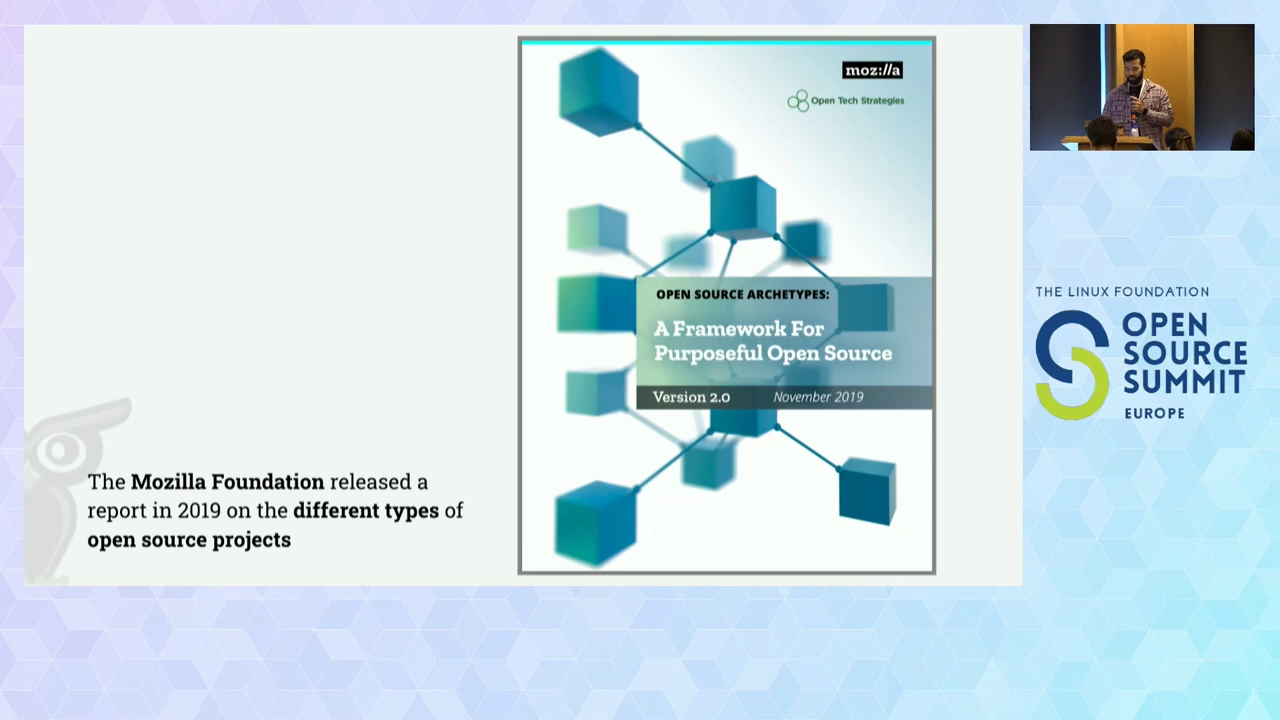 moz://a
Open Tech Strategies
OPEN SOURCE ARCHETYPES:
A Framework For
Purposeful Open Source
Version 2.0 November 2019
The Mozilla Foundation released a
report in 2019 on the different types of
open source projects
THE LINUX FOUNDATION
OPEN
SOURCE
SUMMIT
EUROPE